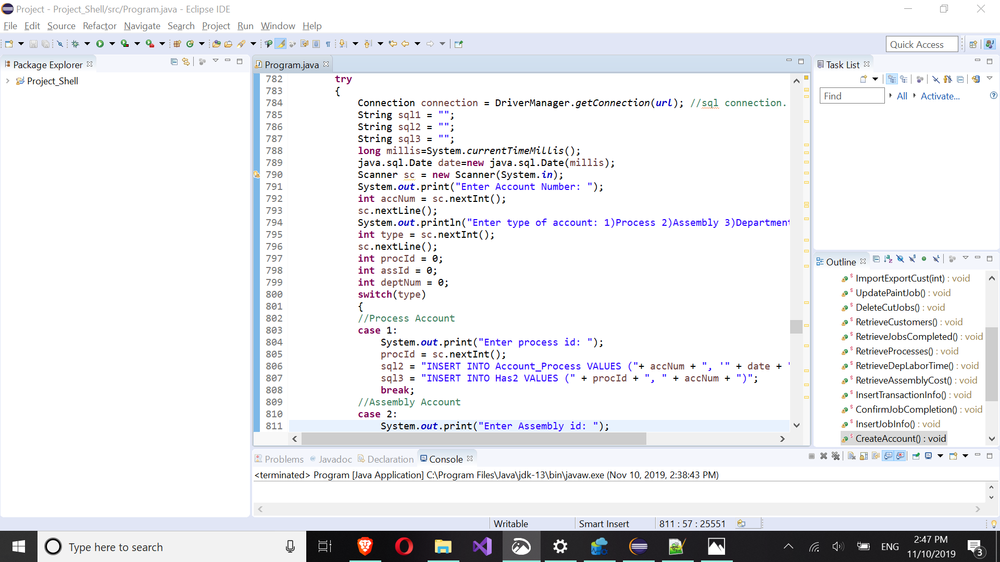 Project - Project_Shell/src/Program.java - Eclipse IDE
File Edit Source Refactor Navigate Search Project Run Window Help
Quick Access
Package Explorer
Project_Shell
Program.java
782 try
783 {
784 Connection connection = DriverManager.getConnection(url); //sql connection.
785 String sql1 = "";
786 String sql2 = "";
787 String sql3 = "";
788 long millis=System.currentTimeMillis();
789 java.sql.Date date=new java.sql.Date(millis);
790 Scanner sc = new Scanner(System.in);
791 System.out.print("Enter Account Number: ");
792 int accNum = sc.nextInt();
793 sc.nextLine();
794 System.out.println("Enter type of account: 1)Process 2)Assembly 3)Department
795 int type = sc.nextInt();
796 sc.nextLine();
797 int procId = 0;
798 int assId = 0;
799 int deptNum = 0;
800 switch(type)
801 {
802 //Process Account
803 case 1:
804 System.out.print("Enter process id: ");
805 procId = sc.nextInt();
806 sql2 = "INSERT INTO Account_Process VALUES ("+ accNum + ", '" + date + "
807 sql3 = "INSERT INTO Has2 VALUES (" + procId + ", " + accNum + ")";
808 break;
809 //Assembly Account
810 case 2:
811 System.out.print("Enter Assembly id: ");
Task List
Find All Activate...
Outline
ImportExportCust(int) : void
UpdatePaintJob() : void
DeleteCutJobs() : void
RetrieveCustomers() : void
RetrieveJobsCompleted() : void
RetrieveProcesses() : void
RetrieveDepLaborTime() : void
RetrieveAssemblyCost() : void
InsertTransactionInfo() : void
ConfirmJobCompletion() : void
InsertJobInfo() : void
CreateAccount() : void
Problems @ Javadoc Declaration Console
<terminated> Program [Java Application] C:\Program Files\Java\jdk-13\bin\javaw.exe (Nov 10, 2019, 2:38:43 PM)
Writable Smart Insert 811 : 57 : 25551
Type here to search
ENG
2:47 PM
11/10/2019
3